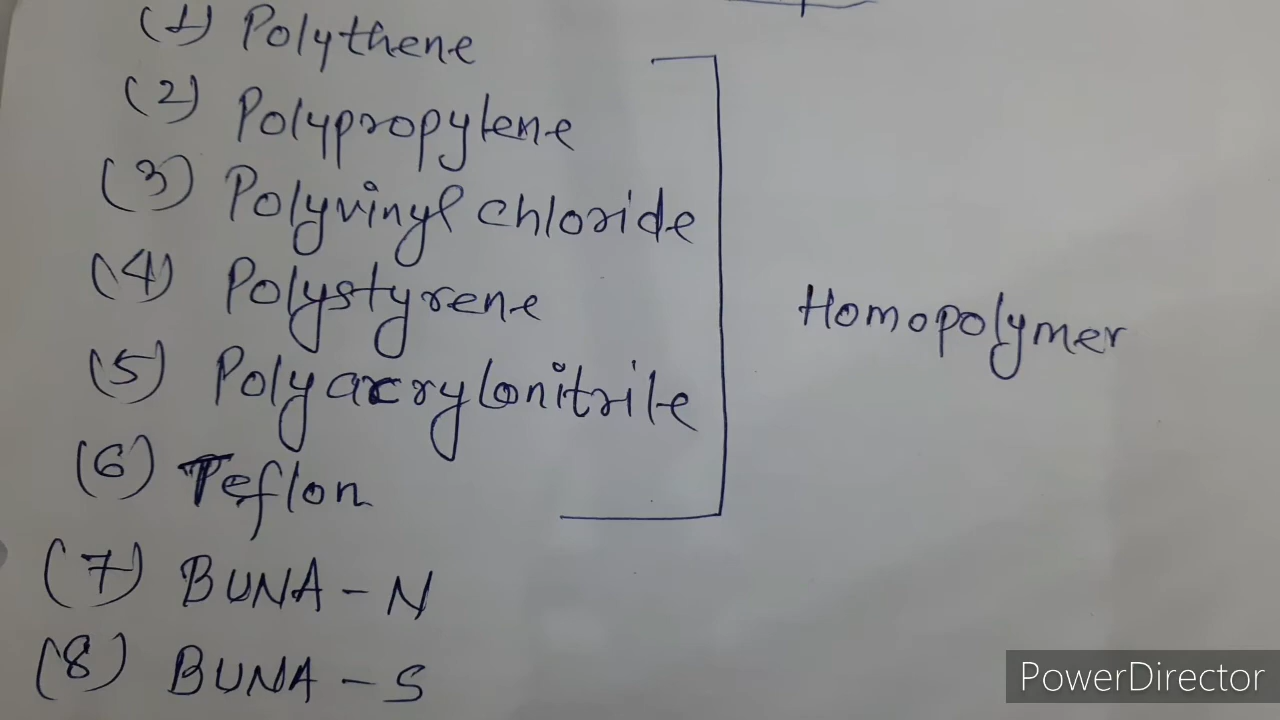 (1) Polythene
(2) Polypropylene
(3) Polyvinyl chloride
(4) Polystyrene
(5) Polyacrylonitrile
(6) Teflon
Homopolymer
(7) BUNA-N
(8) BUNA-S
PowerDirector